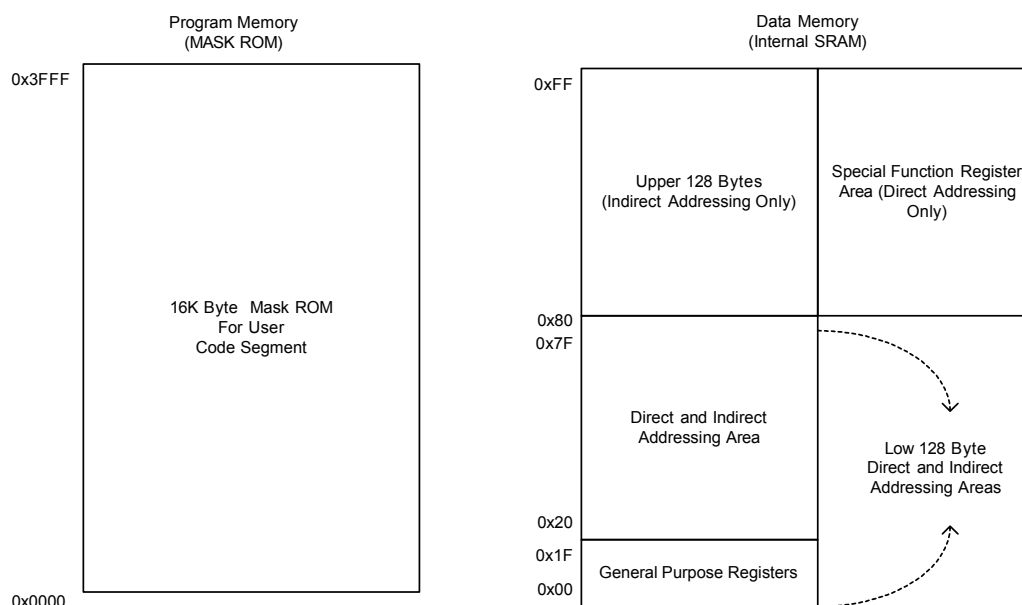 Program Memory
(MASK ROM)
0x3FFF
16K Byte Mask ROM
For User
Code Segment
0x0000
Data Memory
(Internal SRAM)
0xFF
Upper 128 Bytes
(Indirect Addressing Only)
Special Function Register
Area (Direct Addressing
Only)
0x80
0x7F
Direct and Indirect
Addressing Area
Low 128 Byte
Direct and Indirect
Addressing Areas
0x20
0x1F
General Purpose Registers
0x00